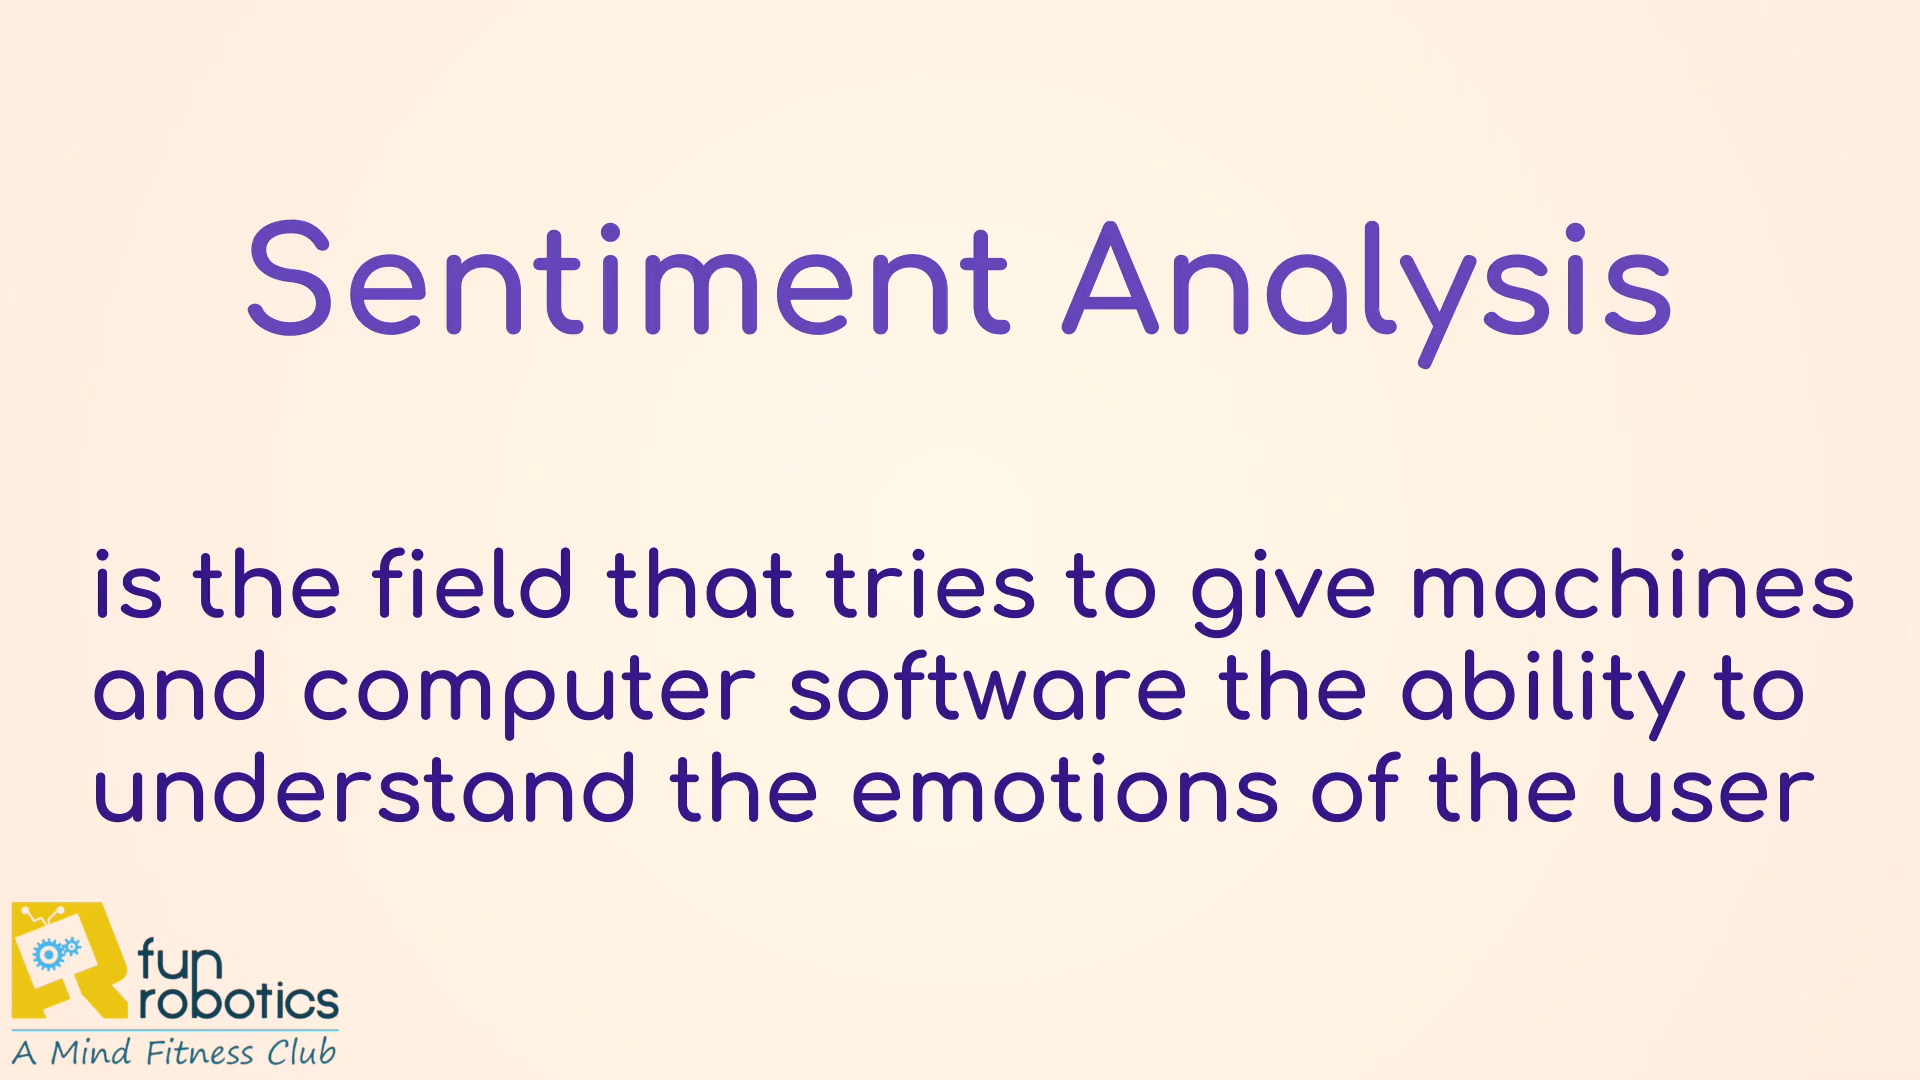 Sentiment Analysis
is the field that tries to give machines
and computer software the ability to
understand the emotions of the user
fun
robotics
A Mind Fitness Club